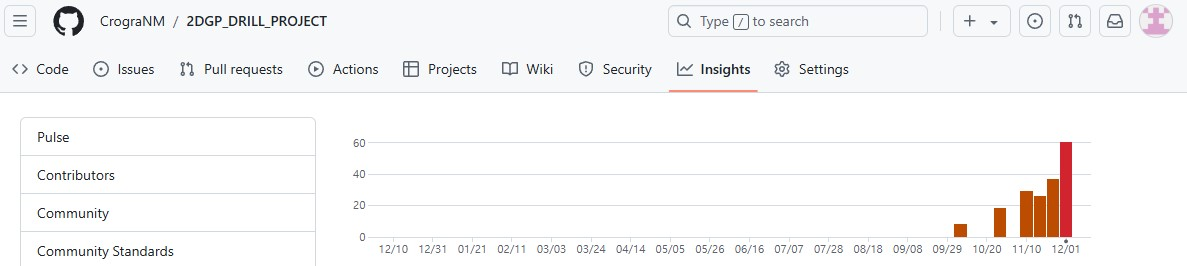 CrograNM / 2DGP_DRILL_PROJECT
Type / to search
Code Issues Pull requests Actions Projects Wiki Security Insights Settings
Pulse
Contributors
Community
Community Standards
60
40
20
0
12/10 12/31 01/21 02/11 03/03 03/24 04/14 05/05 05/26 06/16 07/07 07/28 08/18 09/08 09/29 10/20 11/10 12/01